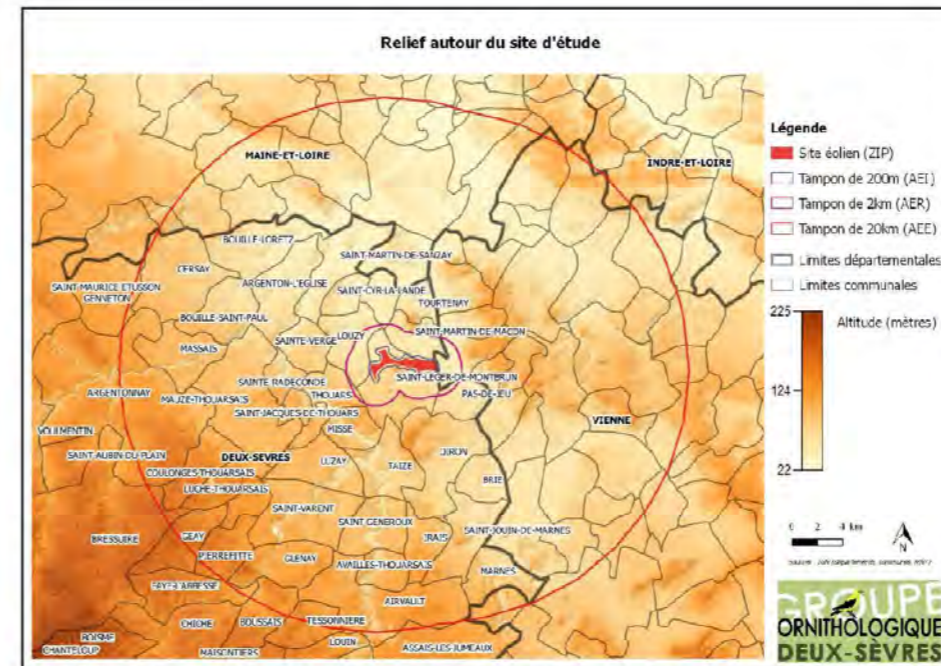 Relief autour du site d'étude
MAINE-ET-LOIRE
INDRE-ET-LOIRE
BOUILLE-LORETZ
SAINT-MARTIN-DE-SANZAY
CERSAY
SAINT-MAURICE-ETUSSON
GENNETON
ARGENTON-L'EGLISE
SAINT-CYR-LA-LANDE
TOURTENAY
BOUILLE-SAINT-PAUL
SAINT-MARTIN-DE-MACON
LOUZY
SAINTE-VERGE
MASSAIS
SAINT-LEGER-DE-MONTBRUN
SAINTE-RADEGONDE
ARGENTONNAY
MAUZE-THOUARSAIS
THOUARS
PAS-DE-JEU
SAINT-JACQUES-DE-THOUARS
VIENNE
VOULMENTIN
MISSE
SAINT-AUBIN-DU-PLAIN
DEUX-SÈVRES
LUZAY
TAIZE
OIRON
COULONGES-THOUARSAIS
BRIE
LUCHE-THOUARSAIS
SAINT-VARENT
SAINT-GENEROUX
SAINT-JOUIN-DE-MARNES
BRESSUIRE
GEAY
IRAIS
PIERREFITTE
GLENAY
AVAILLES-THOUARSAIS
MARNES
FAYE-L'ABBESSE
AIRVAULT
CHICHE
BOUSSAIS
TESSONNIERE
BOISME
CHANTELOUP
LOUIN
MAISONTIERS
ASSAIS-LES-JUMEAUX
Légende
Site éolien (ZIP)
Tampon de 200m (AEI)
Tampon de 2km (AER)
Tampon de 20km (AEE)
Limites départementales
Limites communales
225
Altitude (mètres)
124
22
0 2 4 km
N
GROUPE
ORNITHOLOGIQUE
DEUX-SÈVRES